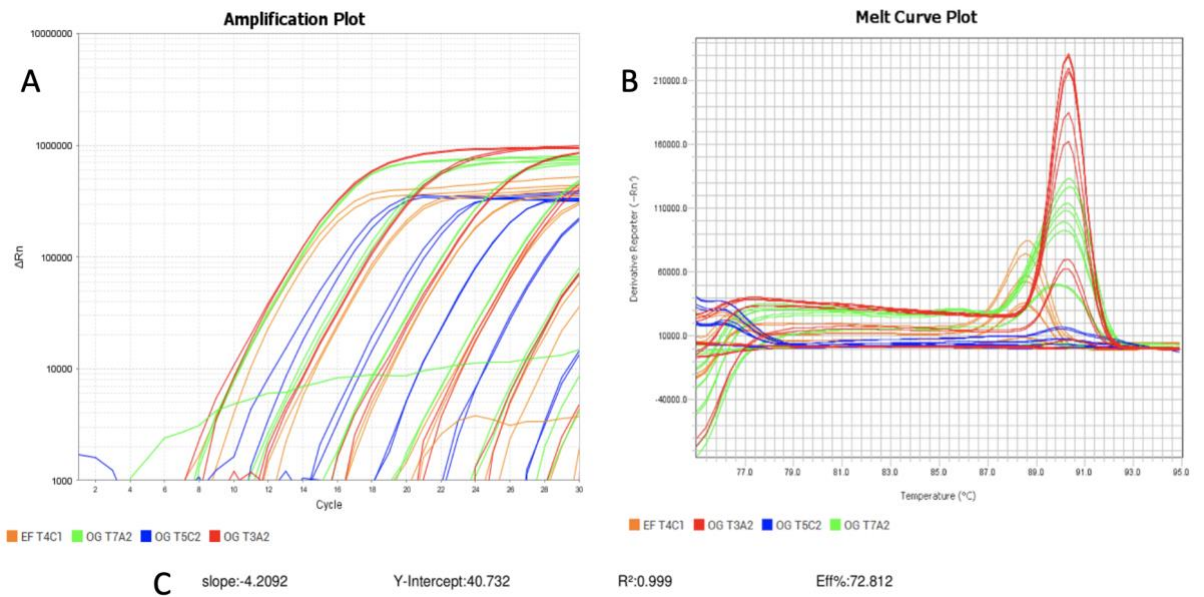 Amplification Plot
A
10000000
1000000
100000
10000
1000
ΔRn
2 4 6 8 10 12 14 16 18 20 22 24 26 28 30
Cycle
EF T4C1 OG T7A2 OG T5C2 OG T3A2
Melt Curve Plot
B
210000.0
160000.0
110000.0
60000.0
10000.0
-40000.0
Derivative Reporter (-Rn')
77.0 79.0 81.0 83.0 85.0 87.0 89.0 91.0 93.0 95.0
Temperature (°C)
EF T4C1 OG T3A2 OG T5C2 OG T7A2
C slope:-4.2092 Y-Intercept:40.732 R²:0.999 Eff%:72.812